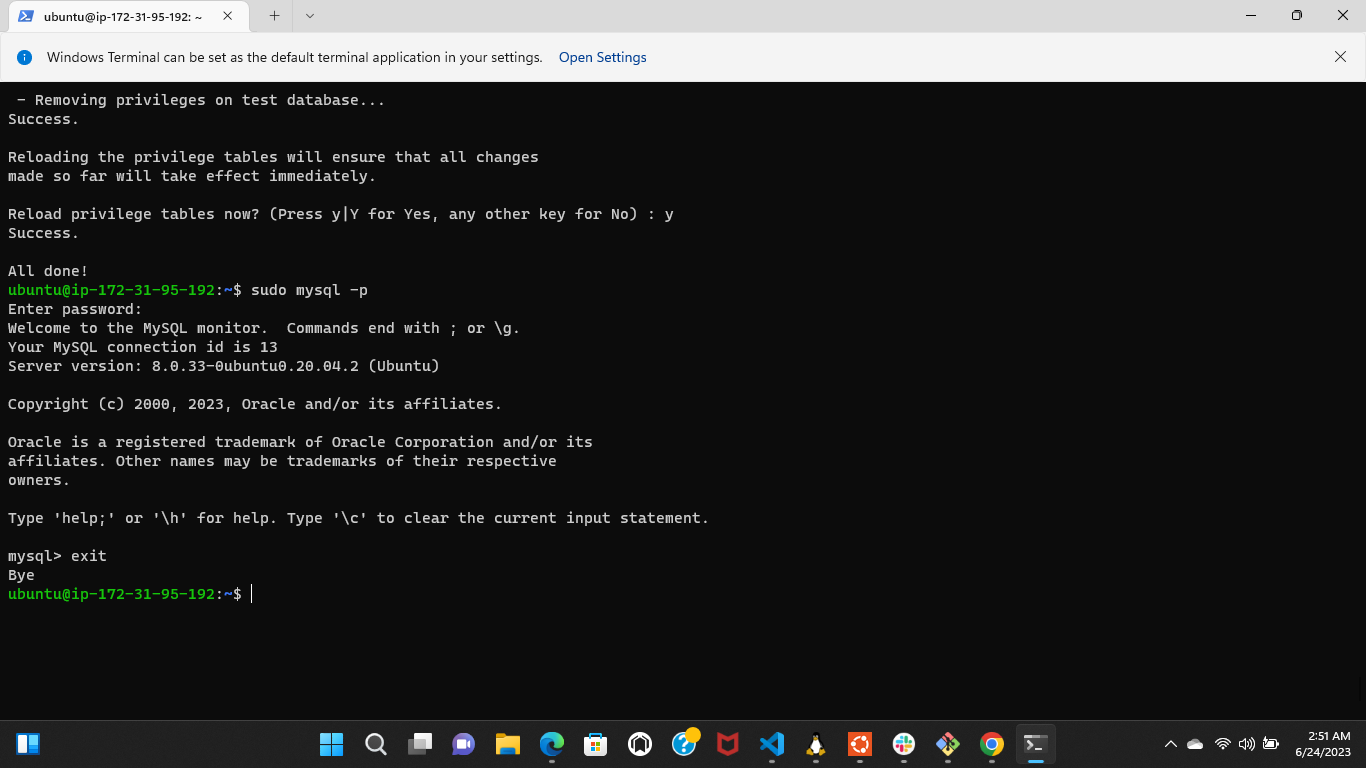 ubuntu@ip-172-31-95-192: ~
Windows Terminal can be set as the default terminal application in your settings. Open Settings
- Removing privileges on test database...
Success.
Reloading the privilege tables will ensure that all changes
made so far will take effect immediately.
Reload privilege tables now? (Press y|Y for Yes, any other key for No) : y
Success.
All done!
ubuntu@ip-172-31-95-192:~$ sudo mysql -p
Enter password:
Welcome to the MySQL monitor.  Commands end with ; or \g.
Your MySQL connection id is 13
Server version: 8.0.33-0ubuntu0.20.04.2 (Ubuntu)
Copyright (c) 2000, 2023, Oracle and/or its affiliates.
Oracle is a registered trademark of Oracle Corporation and/or its
affiliates. Other names may be trademarks of their respective
owners.
Type 'help;' or '\h' for help. Type '\c' to clear the current input statement.
mysql> exit
Bye
ubuntu@ip-172-31-95-192:~$
2:51 AM
6/24/2023